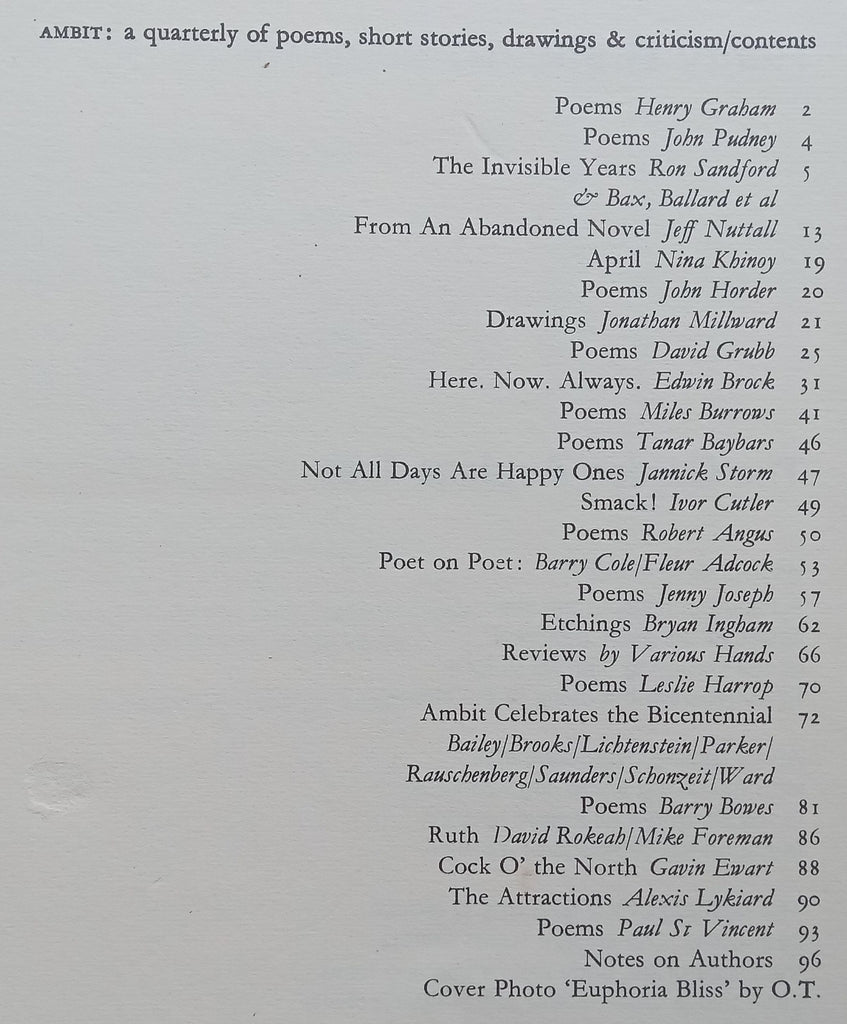 AMBIT: a quarterly of poems, short stories, drawings & criticism/contents
Poems Henry Graham 2
Poems John Pudney 4
The Invisible Years Ron Sandford 5
& Bax, Ballard et al
From An Abandoned Novel Jeff Nuttall 13
April Nina Khinoy 19
Poems John Horder 20
Drawings Jonathan Millward 21
Poems David Grubb 25
Here. Now. Always. Edwin Brock 31
Poems Miles Burrows 41
Poems Tanar Baybars 46
Not All Days Are Happy Ones Jannick Storm 47
Smack! Ivor Cutler 49
Poems Robert Angus 50
Poet on Poet: Barry Cole/Fleur Adcock 53
Poems Jenny Joseph 57
Etchings Bryan Ingham 62
Reviews by Various Hands 66
Poems Leslie Harrop 70
Ambit Celebrates the Bicentennial 72
Bailey/Brooks/Lichtenstein/Parker/
Rauschenberg/Saunders/Schonzeit/Ward
Poems Barry Bowes 81
Ruth David Rokeah/Mike Foreman 86
Cock O' the North Gavin Ewart 88
The Attractions Alexis Lykiard 90
Poems Paul St Vincent 93
Notes on Authors 96
Cover Photo 'Euphoria Bliss' by O.T.